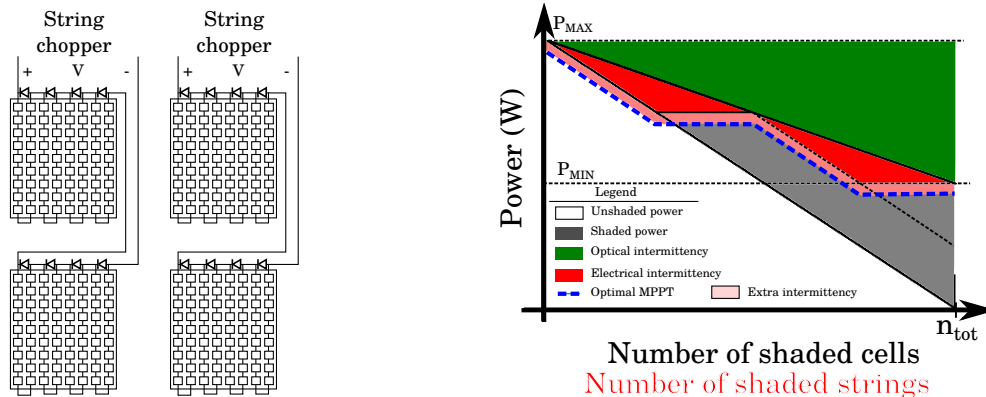 String
chopper
+ V -
String
chopper
+ V -
Power (W)
P_MAX
P_MIN
Legend
Unshaded power
Shaded power
Optical intermittency
Electrical intermittency
Optimal MPPT
Extra intermittency
n_tot
Number of shaded cells
Number of shaded strings